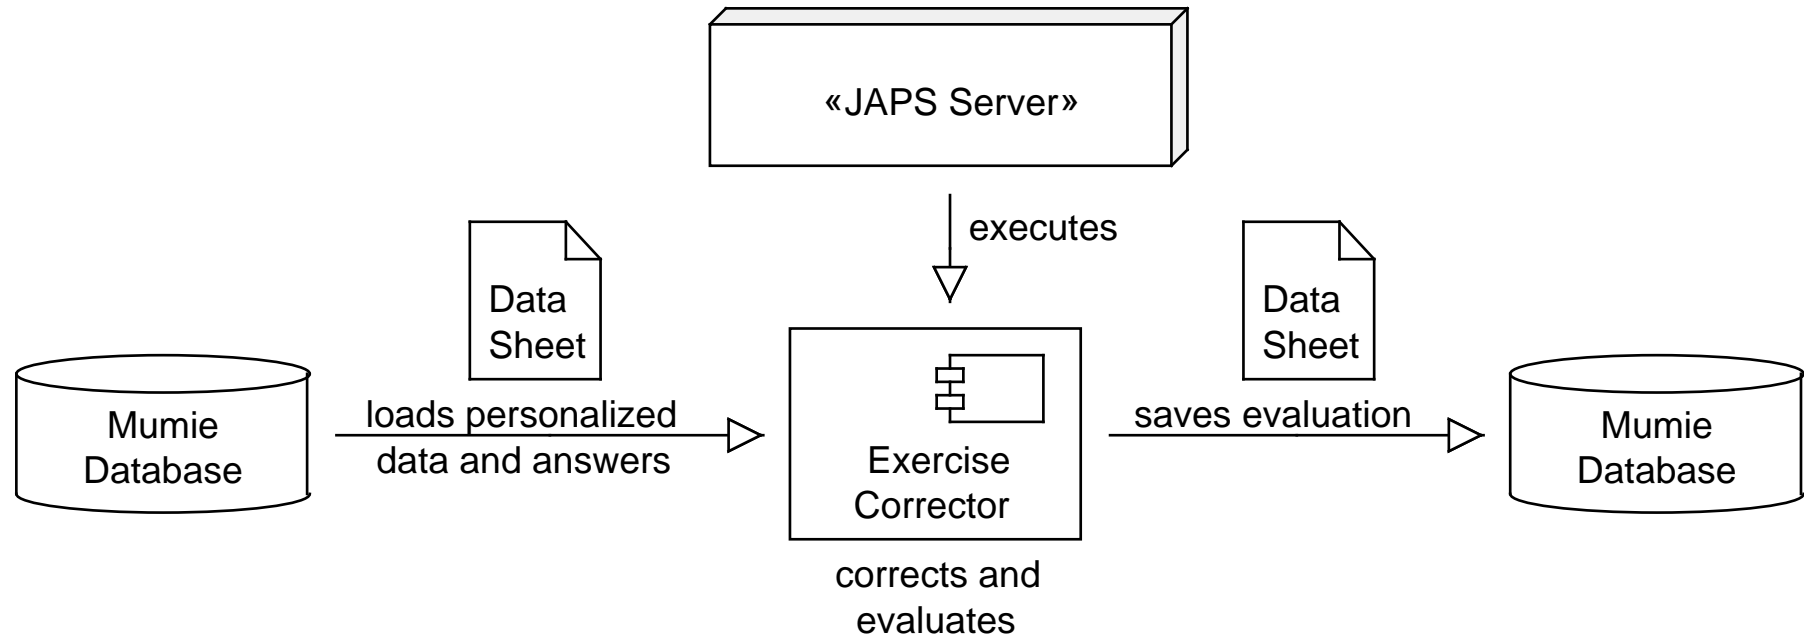 «JAPS Server»
executes
Data
Sheet
Data
Sheet
Mumie
Database
loads personalized
data and answers
Exercise
Corrector
saves evaluation
Mumie
Database
corrects and
evaluates